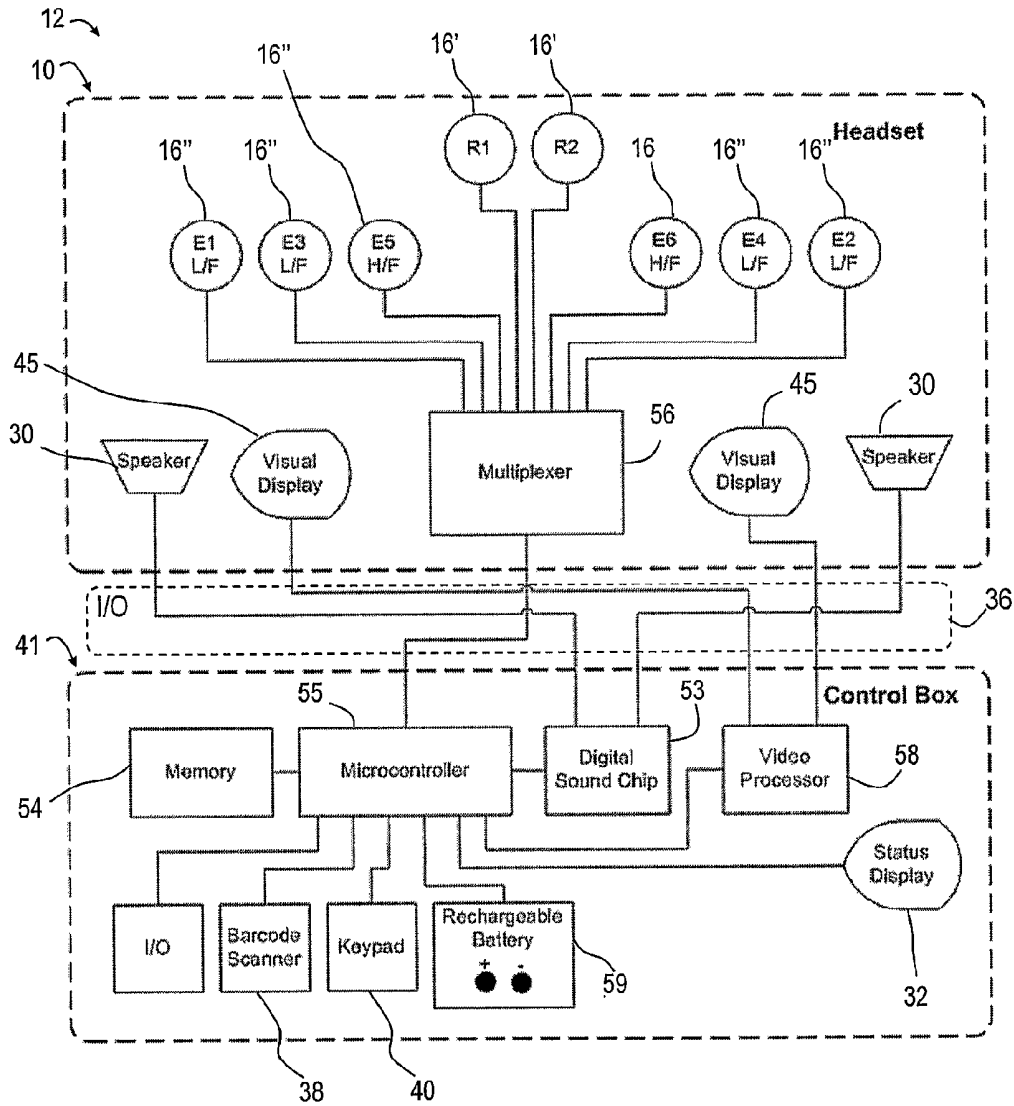 12
10
16"
16'
16'
Headset
16"
16"
R1
R2
16
16"
16"
E1
L/F
E3
L/F
E5
H/F
E6
H/F
E4
L/F
E2
L/F
45
30
Speaker
Visual
Display
Multiplexer
56
45
Visual
Display
30
Speaker
I/O
36
41
Control Box
55
53
Memory
54
Microcontroller
Digital
Sound Chip
Video
Processor
58
Status
Display
32
I/O
Barcode
Scanner
38
Keypad
40
Rechargeable
Battery
+ -
59